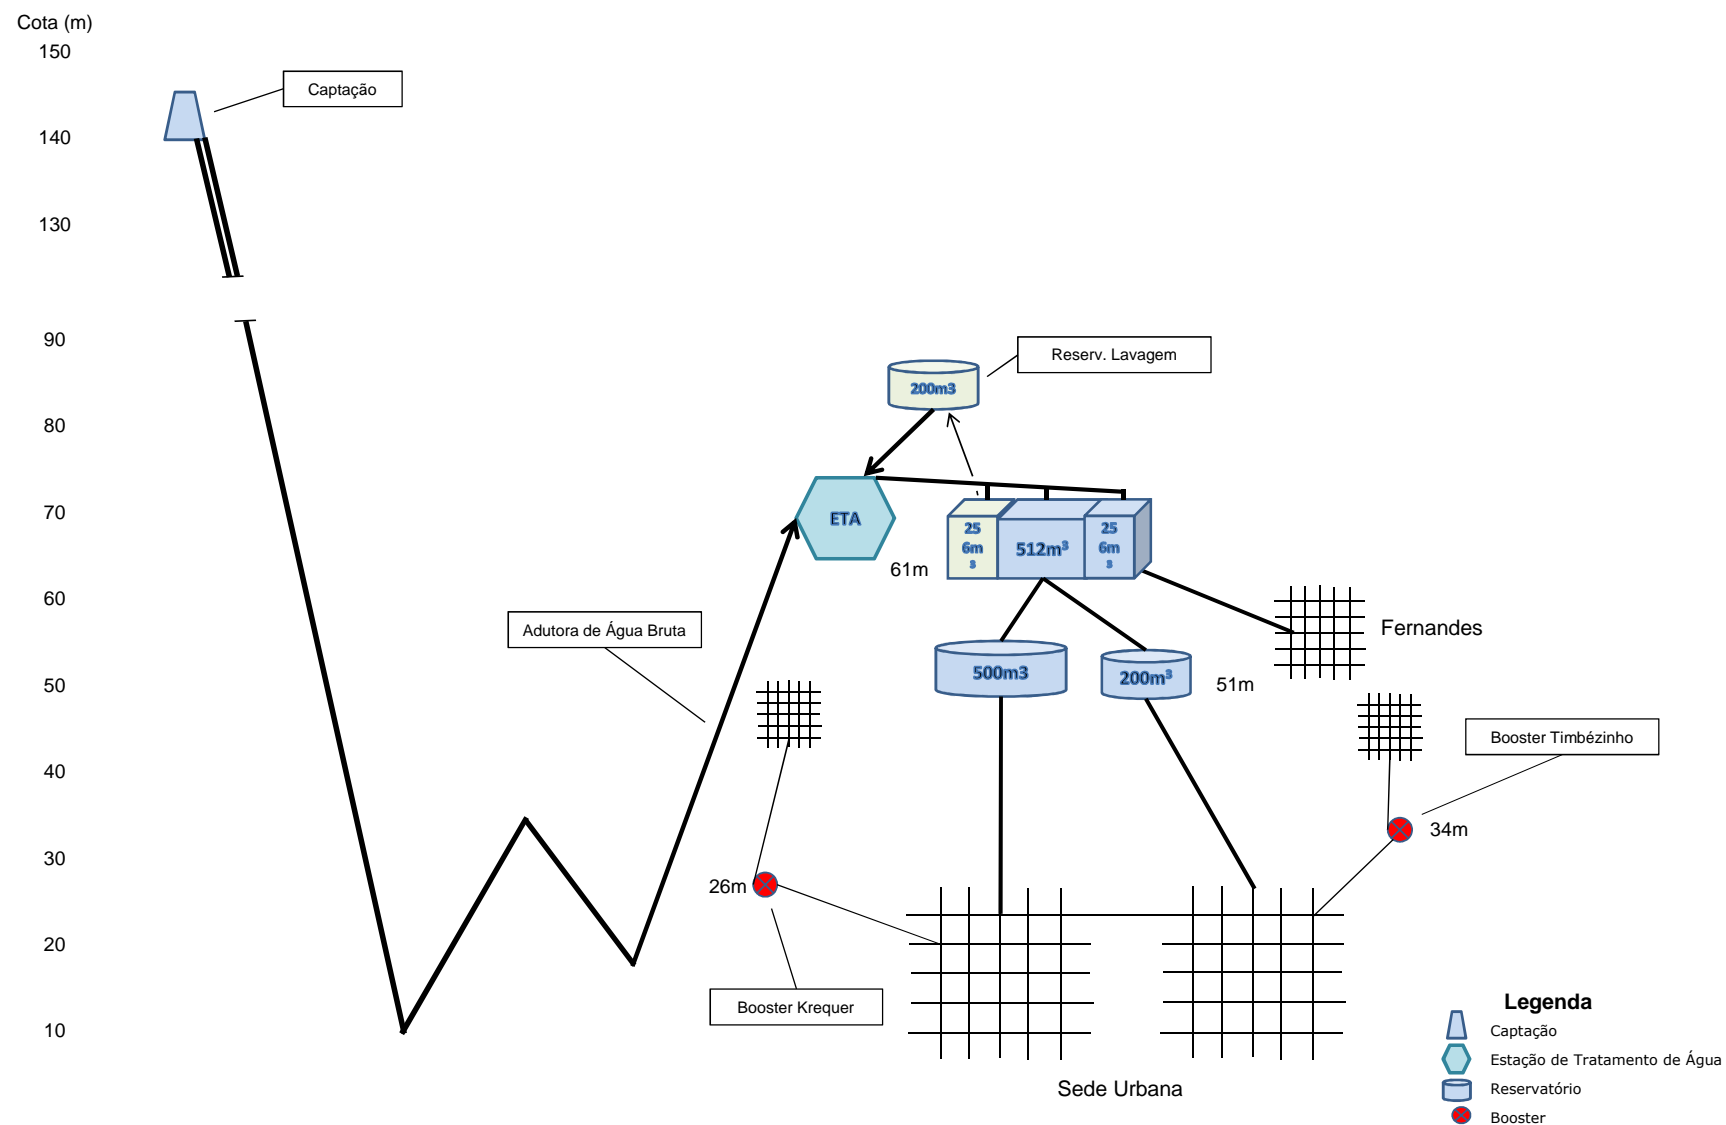 Cota (m)
150
Captação
140
130
90
Reserv. Lavagem
200m3
80
70
ETA
25
6m
3
512m³
25
6m
3
61m
60
Adutora de Água Bruta
Fernandes
500m3
200m³
51m
50
Booster Timbézinho
40
34m
30
26m
20
Booster Krequer
10
Sede Urbana
Legenda
Captação
Estação de Tratamento de Água
Reservatório
Booster